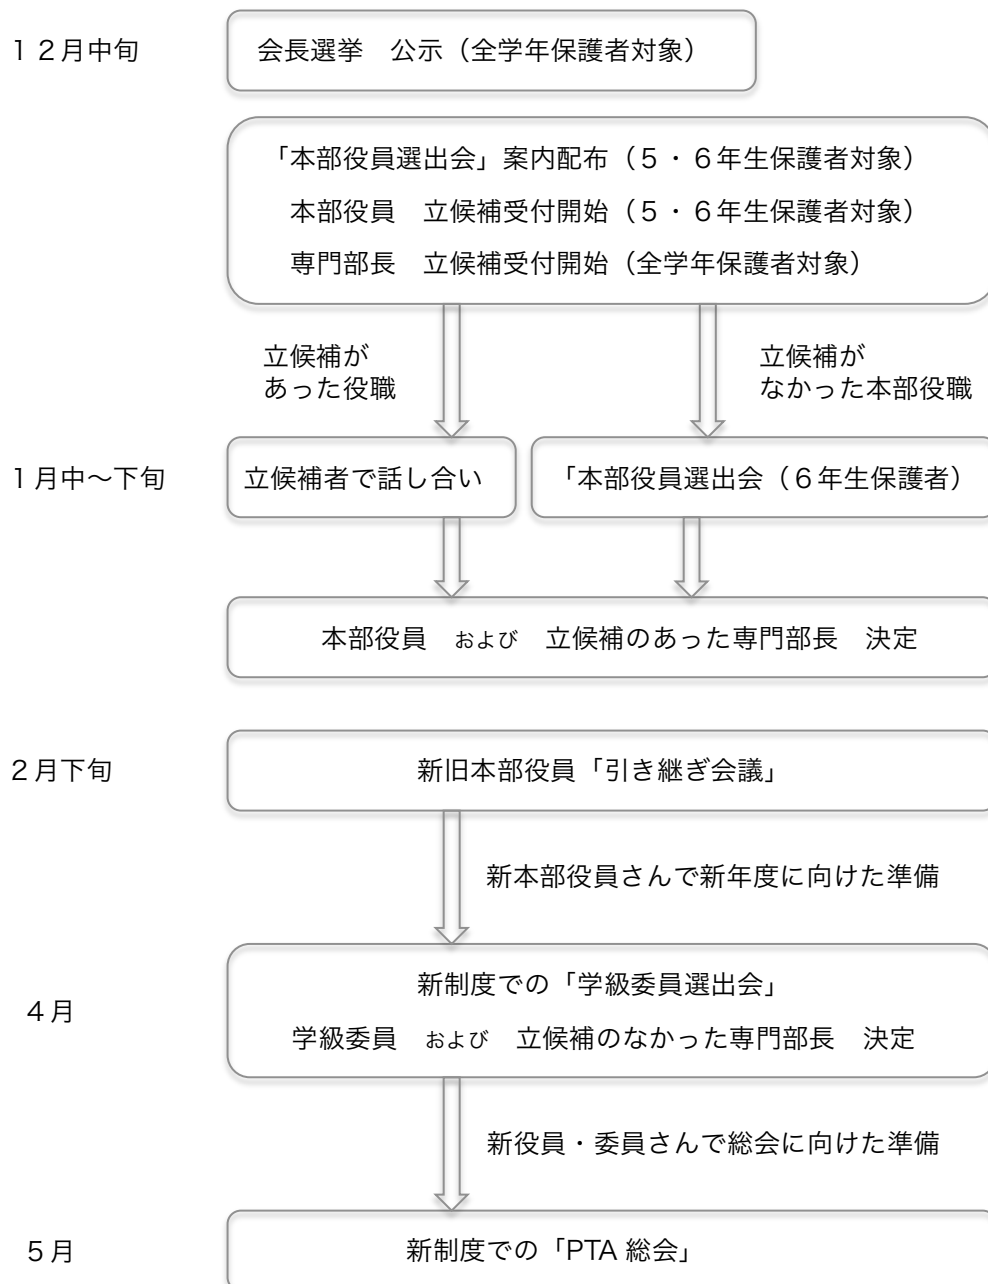 １２月中旬
会長選挙　公示（全学年保護者対象）
「本部役員選出会」案内配布（５・６年生保護者対象）
本部役員　立候補受付開始（５・６年生保護者対象）
専門部長　立候補受付開始（全学年保護者対象）
立候補が
あった役職
立候補が
なかった本部役職
１月中〜下旬
立候補者で話し合い
「本部役員選出会（６年生保護者）
本部役員　および　立候補のあった専門部長　決定
２月下旬
新旧本部役員「引き継ぎ会議」
新本部役員さんで新年度に向けた準備
４月
新制度での「学級委員選出会」
学級委員　および　立候補のなかった専門部長　決定
新役員・委員さんで総会に向けた準備
５月
新制度での「PTA 総会」